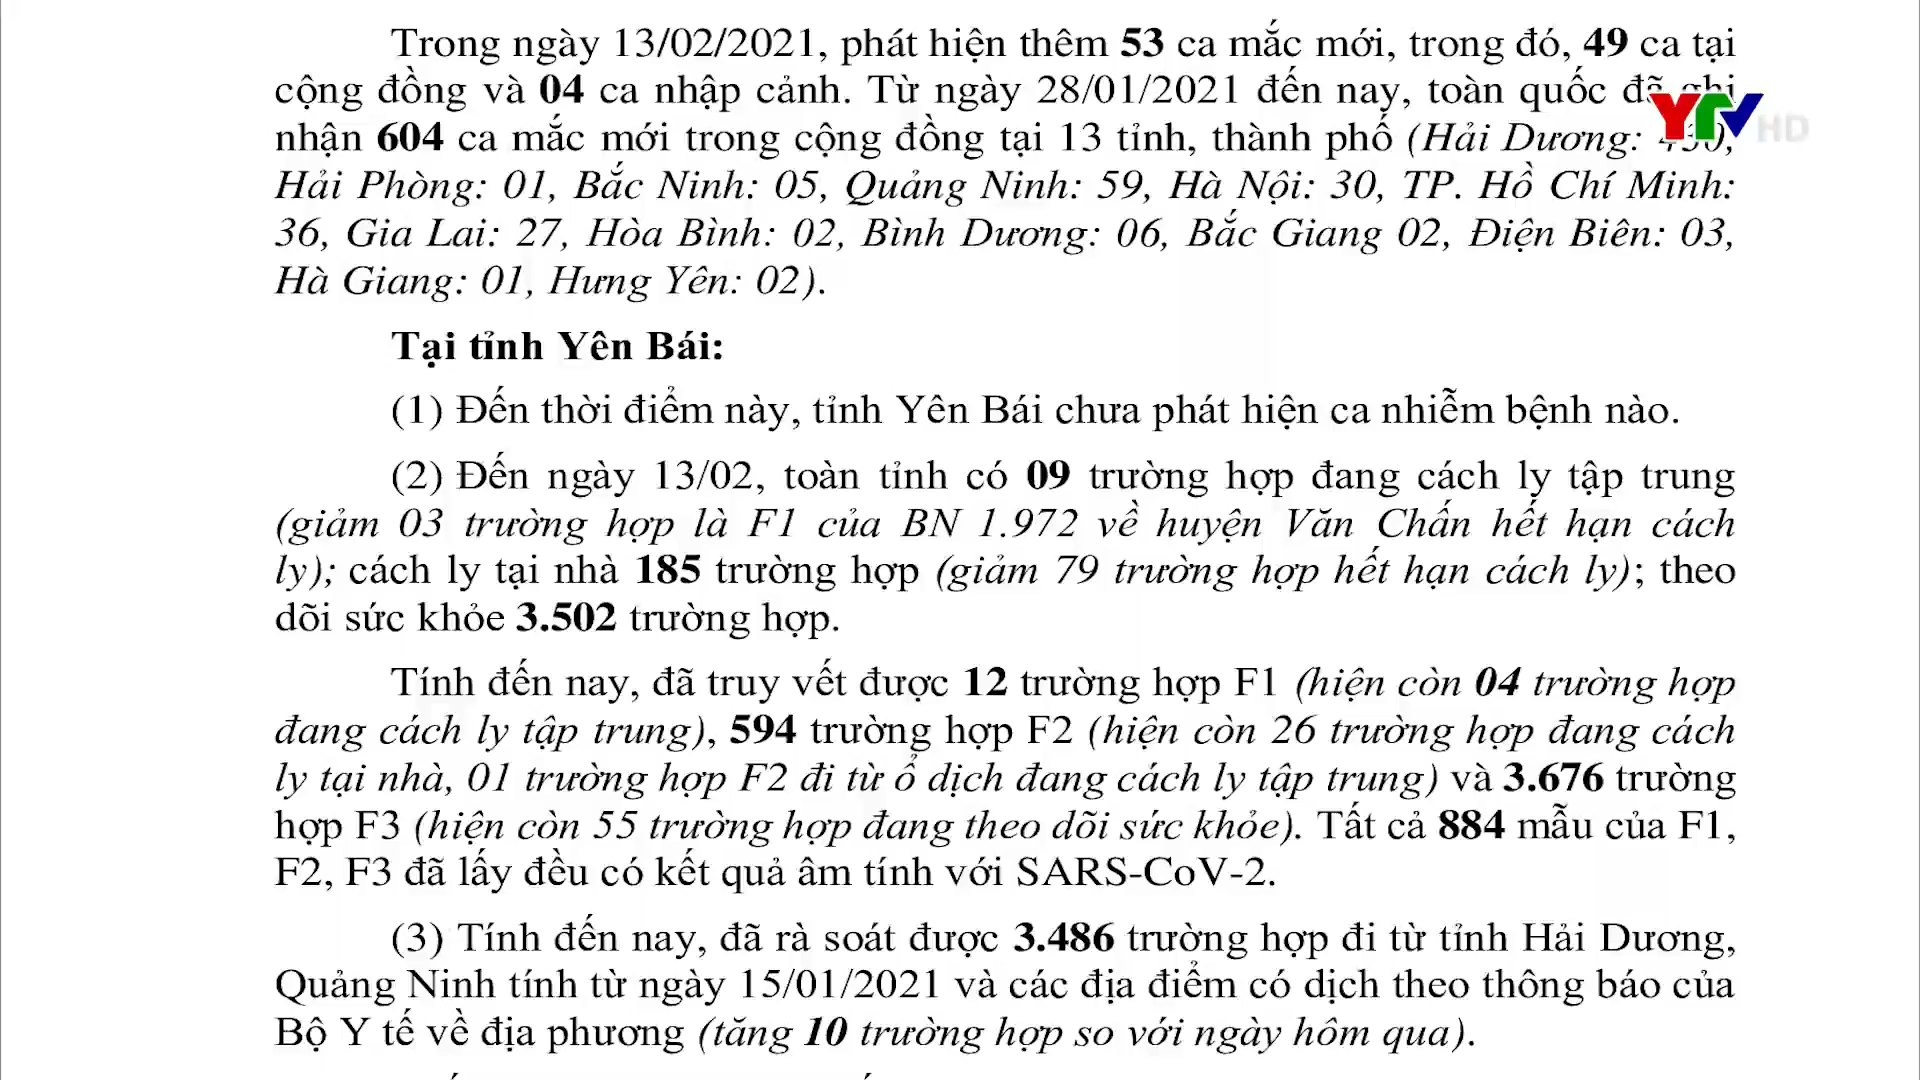 Trong ngày 13/02/2021, phát hiện thêm 53 ca mắc mới, trong đó, 49 ca tại
cộng đồng và 04 ca nhập cảnh. Từ ngày 28/01/2021 đến nay, toàn quốc đã ghi
nhận 604 ca mắc mới trong cộng đồng tại 13 tỉnh, thành phố (Hải Dương:
YTV HD
Hải Phòng: 01, Bắc Ninh: 05, Quảng Ninh: 59, Hà Nội: 30, TP. Hồ Chí Minh:
36, Gia Lai: 27, Hòa Bình: 02, Bình Dương: 06, Bắc Giang 02, Điện Biên: 03,
Hà Giang: 01, Hưng Yên: 02).
Tại tỉnh Yên Bái:
(1) Đến thời điểm này, tỉnh Yên Bái chưa phát hiện ca nhiễm bệnh nào.
(2) Đến ngày 13/02, toàn tỉnh có 09 trường hợp đang cách ly tập trung
(giảm 03 trường hợp là F1 của BN 1.972 về huyện Văn Chấn hết hạn cách
ly); cách ly tại nhà 185 trường hợp (giảm 79 trường hợp hết hạn cách ly); theo
dõi sức khỏe 3.502 trường hợp.
Tính đến nay, đã truy vết được 12 trường hợp F1 (hiện còn 04 trường hợp
đang cách ly tập trung), 594 trường hợp F2 (hiện còn 26 trường hợp đang cách
ly tại nhà, 01 trường hợp F2 đi từ ổ dịch đang cách ly tập trung) và 3.676 trường
hợp F3 (hiện còn 55 trường hợp đang theo dõi sức khỏe). Tất cả 884 mẫu của F1,
F2, F3 đã lấy đều có kết quả âm tính với SARS-CoV-2.
(3) Tính đến nay, đã rà soát được 3.486 trường hợp đi từ tỉnh Hải Dương,
Quảng Ninh tính từ ngày 15/01/2021 và các địa điểm có dịch theo thông báo của
Bộ Y tế về địa phương (tăng 10 trường hợp so với ngày hôm qua).